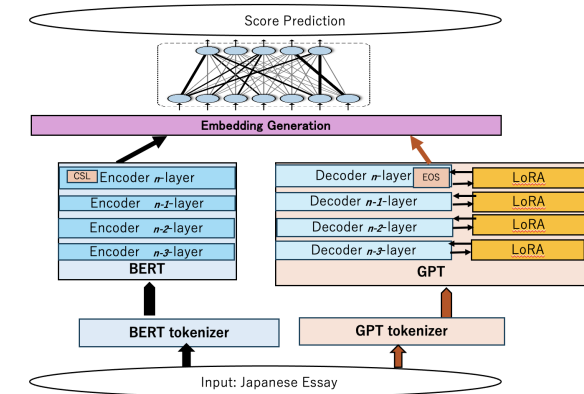 Score Prediction
Embedding Generation
CSL Encoder n-layer
Encoder n-1-layer
Encoder n-2-layer
Encoder n-3-layer
BERT
Decoder n-layer EOS LoRA
Decoder n-1-layer LoRA
Decoder n-2-layer LoRA
Decoder n-3-layer LoRA
GPT
BERT tokenizer
GPT tokenizer
Input: Japanese Essay